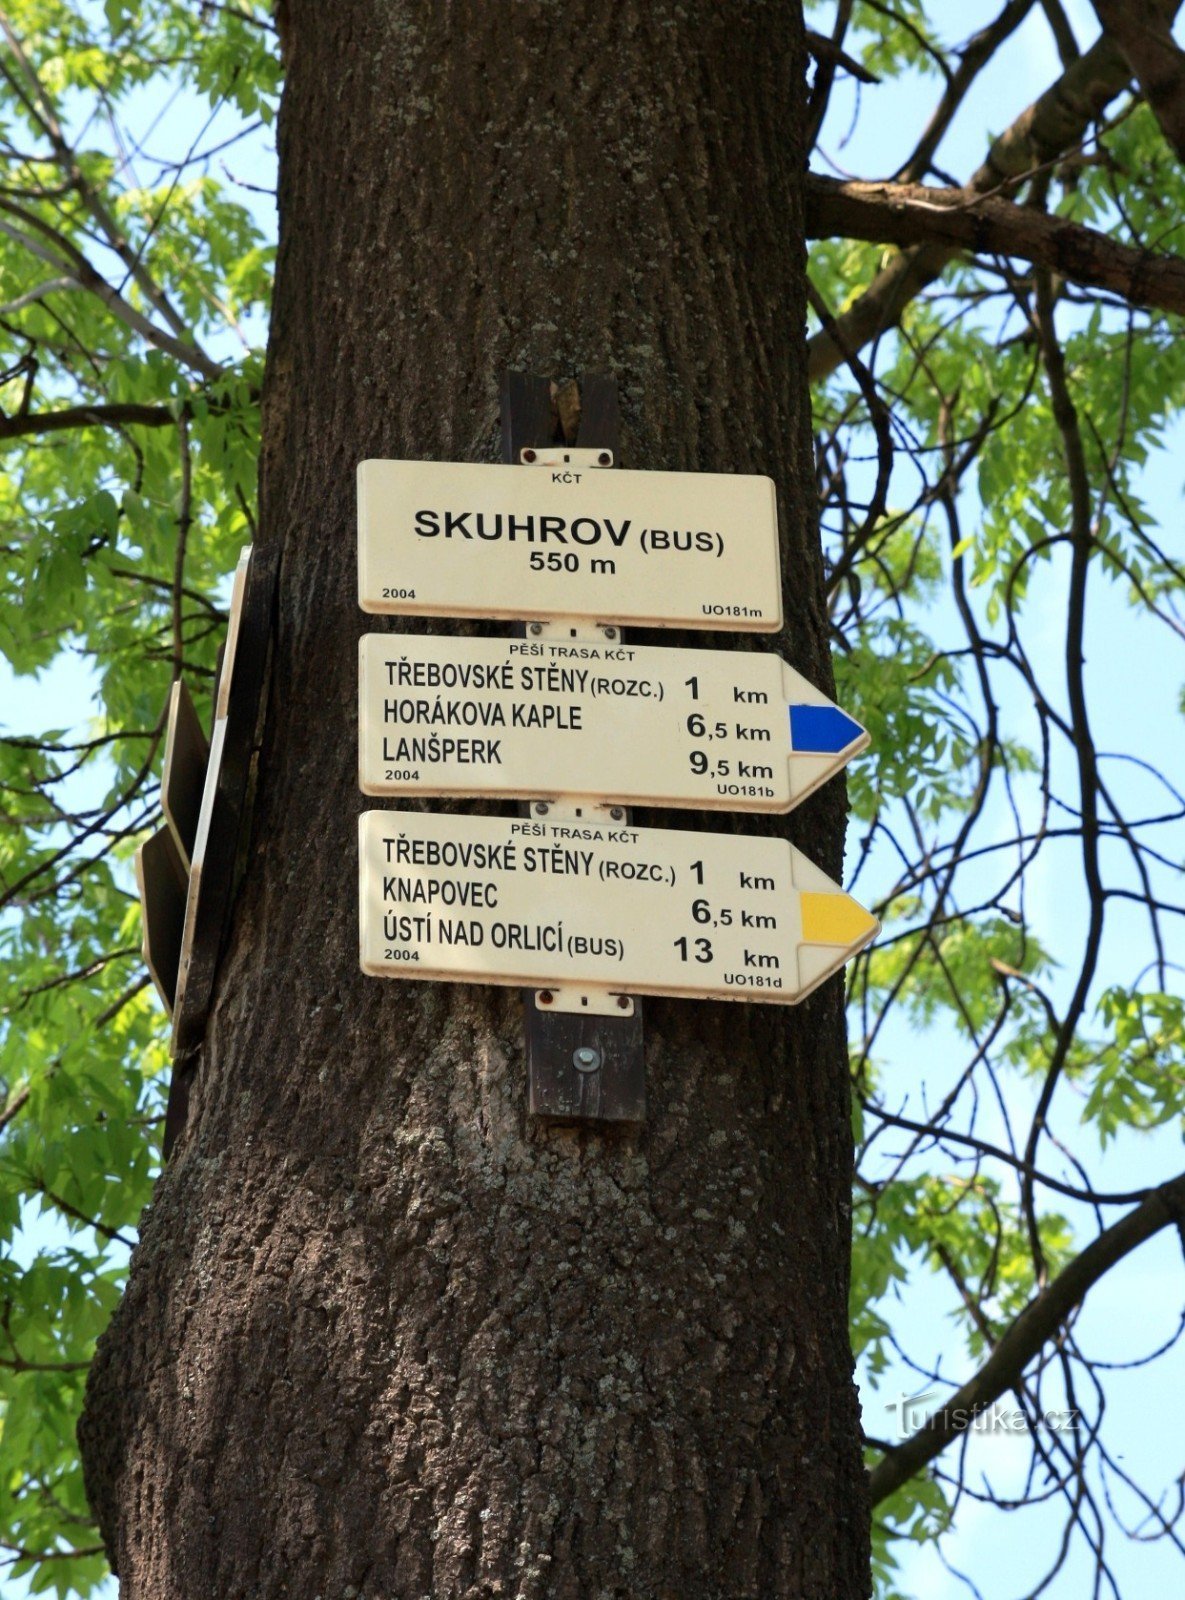 KČT
SKUHROV (BUS)
550 m
2004 UO181m
PĚŠÍ TRASA KČT
TŘEBOVSKÉ STĚNY (ROZC.) 1 km
HORÁKOVA KAPLE 6,5 km
LANŠPERK 9,5 km
2004 UO181b
PĚŠÍ TRASA KČT
TŘEBOVSKÉ STĚNY (ROZC.) 1 km
KNAPOVEC 6,5 km
ÚSTÍ NAD ORLICÍ (BUS) 13 km
2004 UO181d
Turistika.cz